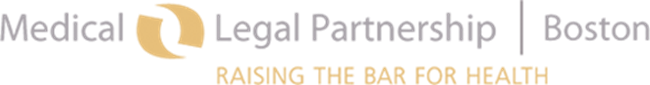 Medical Legal Partnership | Boston
RAISING THE BAR FOR HEALTH